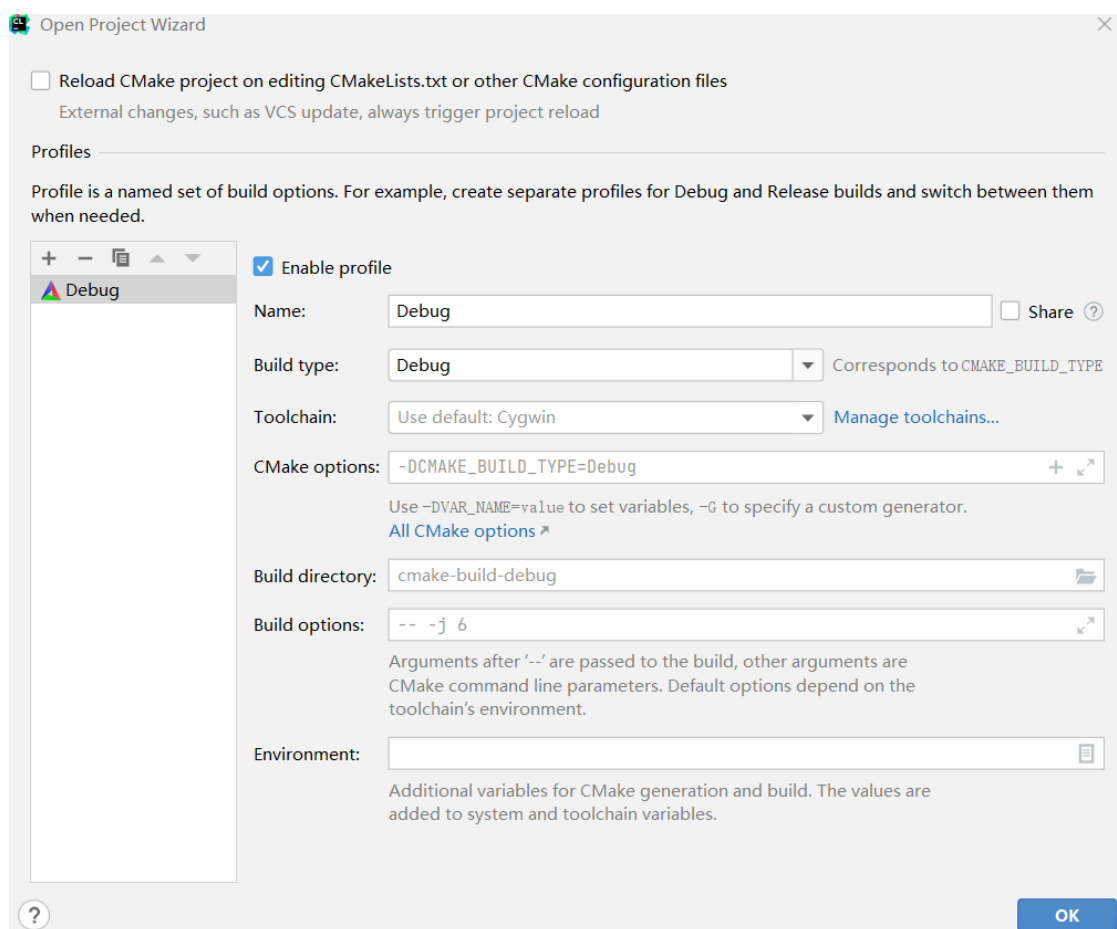 Open Project Wizard
Reload CMake project on editing CMakeLists.txt or other CMake configuration files
External changes, such as VCS update, always trigger project reload
Profiles
Profile is a named set of build options. For example, create separate profiles for Debug and Release builds and switch between them
when needed.
Debug
Enable profile
Name: Debug Share ?
Build type: Debug Corresponds to CMAKE_BUILD_TYPE
Toolchain: Use default: Cygwin Manage toolchains...
CMake options: -DCMAKE_BUILD_TYPE=Debug
Use -DVAR_NAME=value to set variables, -G to specify a custom generator.
All CMake options
Build directory: cmake-build-debug
Build options: -- -j 6
Arguments after '--' are passed to the build, other arguments are
CMake command line parameters. Default options depend on the
toolchain's environment.
Environment:
Additional variables for CMake generation and build. The values are
added to system and toolchain variables.
? OK